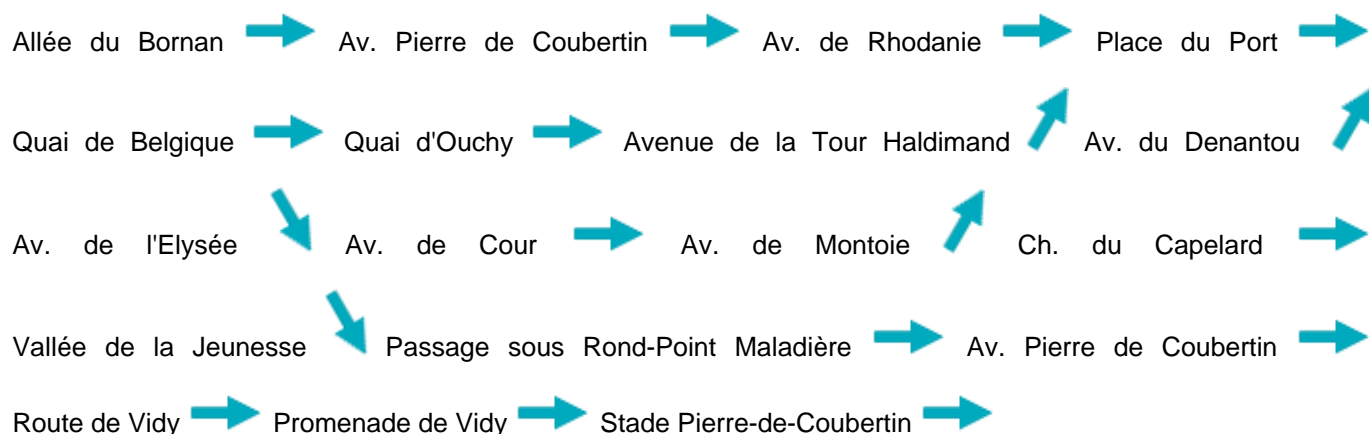 Allée du Bornan Av. Pierre de Coubertin Av. de Rhodanie Place du Port
Quai de Belgique Quai d'Ouchy Avenue de la Tour Haldimand Av. du Denantou
Av. de l'Elysée Av. de Cour Av. de Montoie Ch. du Capelard
Vallée de la Jeunesse Passage sous Rond-Point Maladière Av. Pierre de Coubertin
Route de Vidy Promenade de Vidy Stade Pierre-de-Coubertin